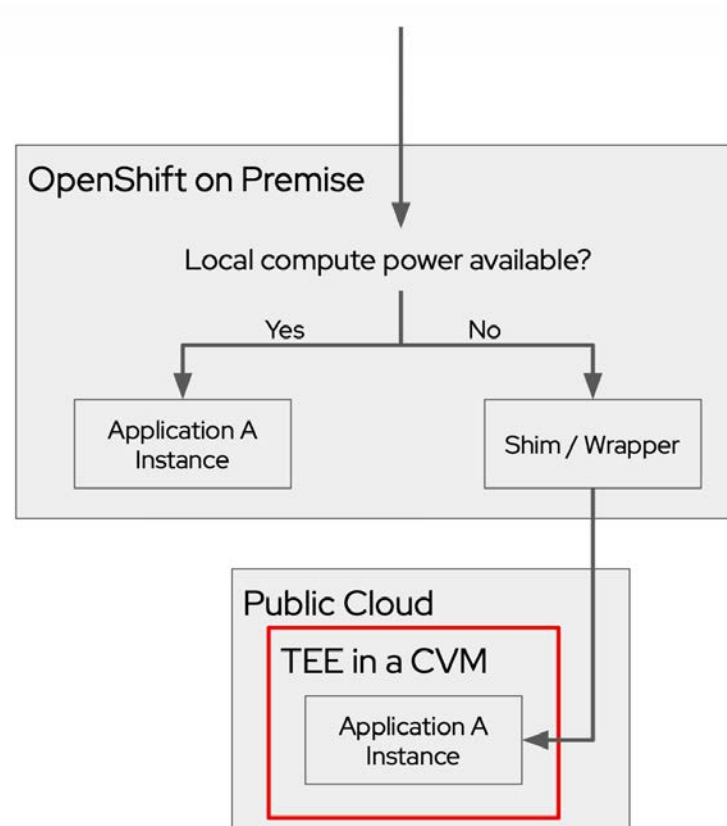 OpenShift on Premise
Local compute power available?
Yes
No
Application A
Instance
Shim / Wrapper
Public Cloud
TEE in a CVM
Application A
Instance